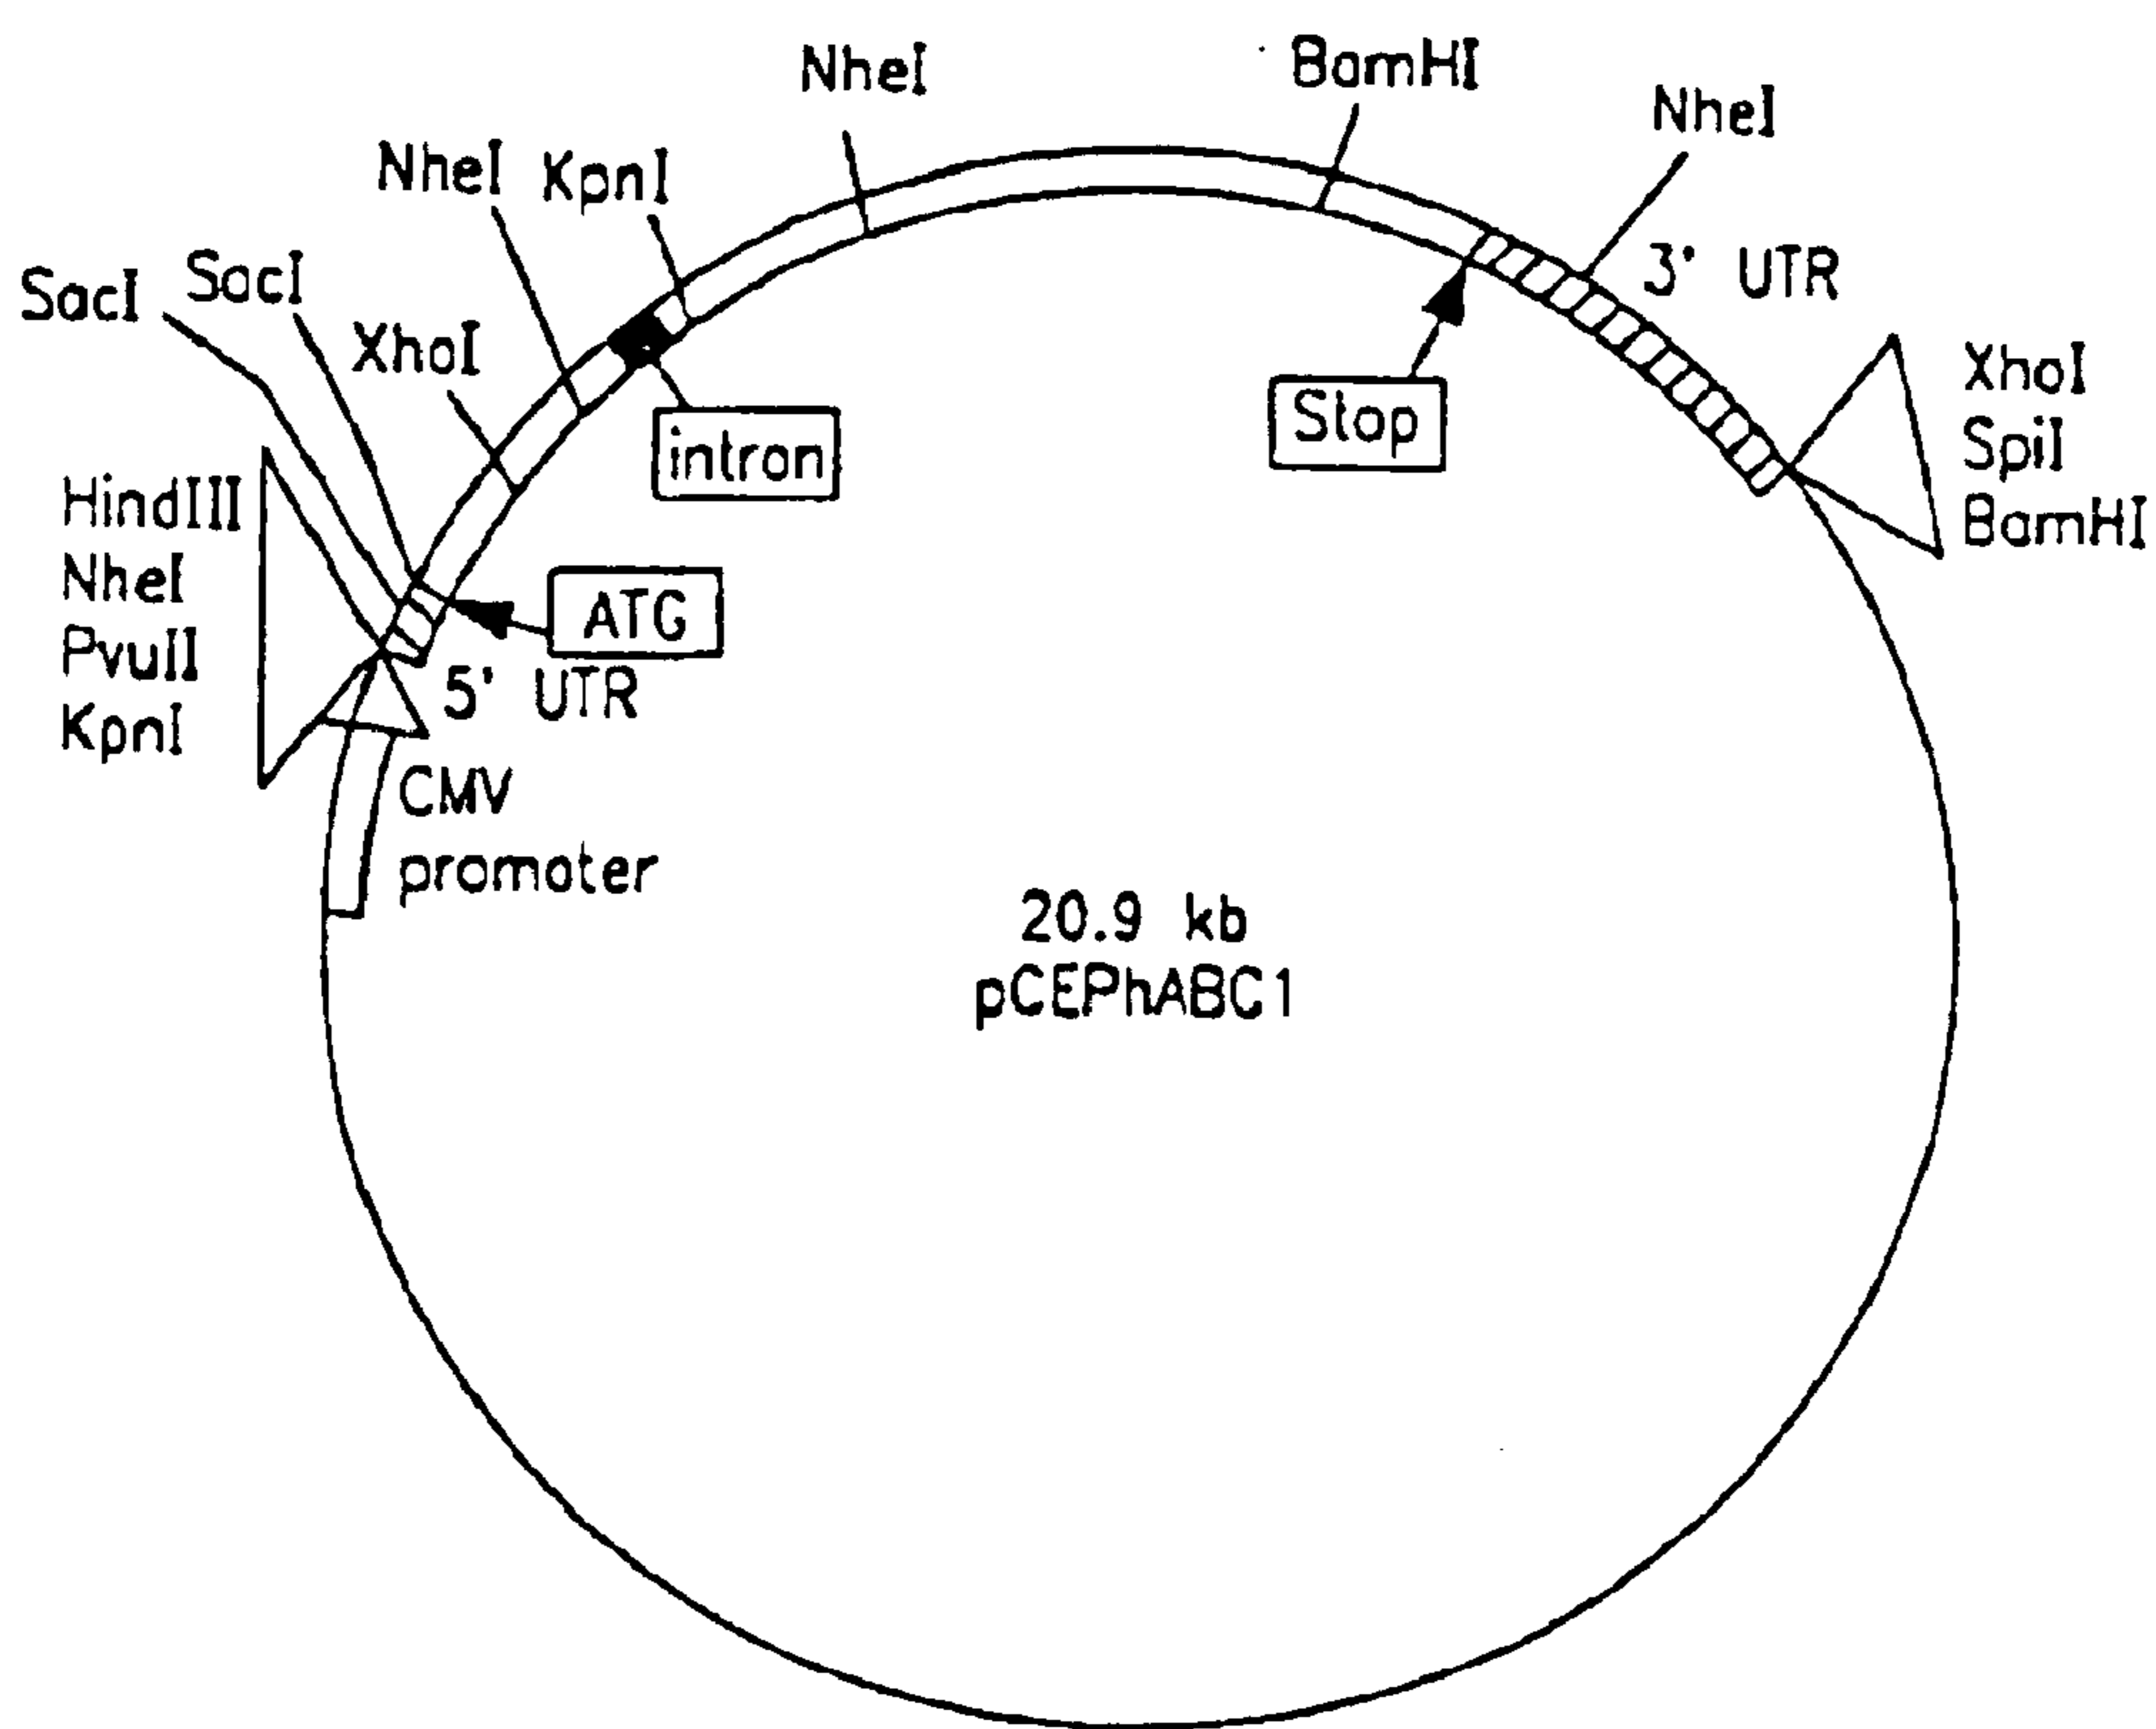 NheI
BamHI
NheI
NheI KpnI
SacI SacI
3' UTR
XhoI
XhoI
SpiI
BamHI
intron
Stop
HindIII
NheI
PvuII
KpnI
ATG
5' UTR
CMV
promoter
20.9 kb
pCEPhABC1